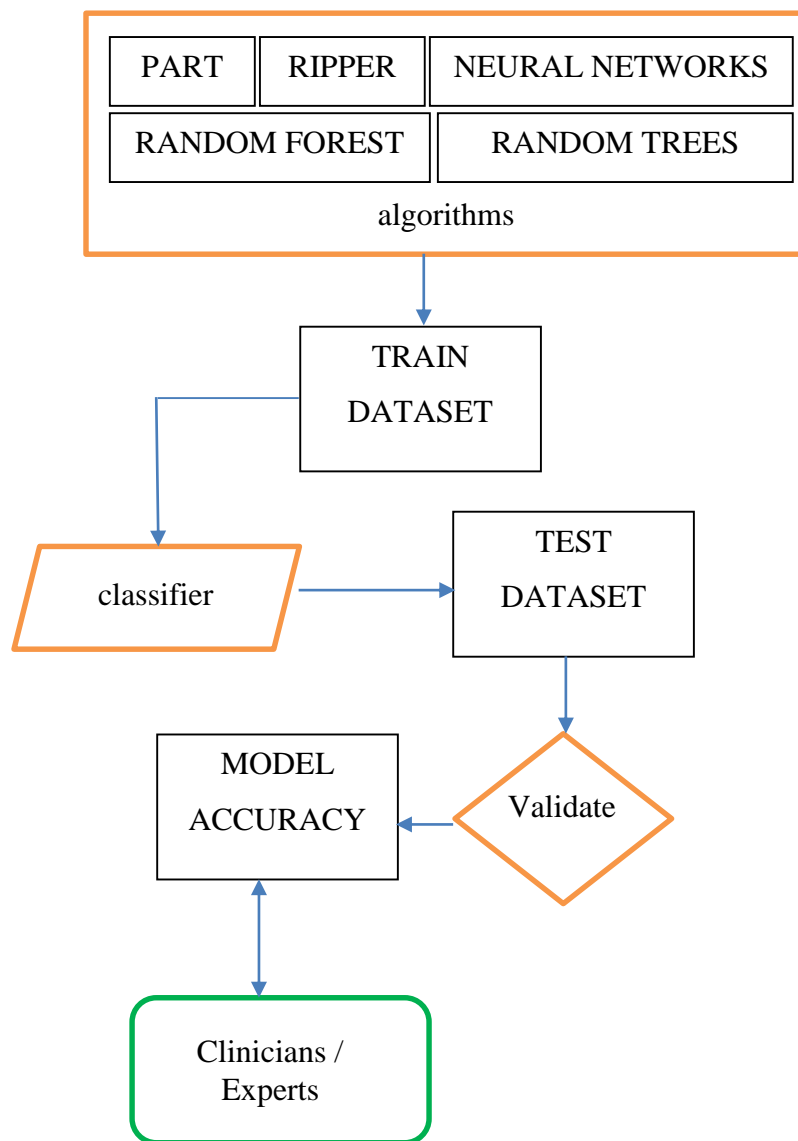 PART
RIPPER
NEURAL NETWORKS
RANDOM FOREST
RANDOM TREES
algorithms
TRAIN
DATASET
classifier
TEST
DATASET
Validate
MODEL
ACCURACY
Clinicians /
Experts